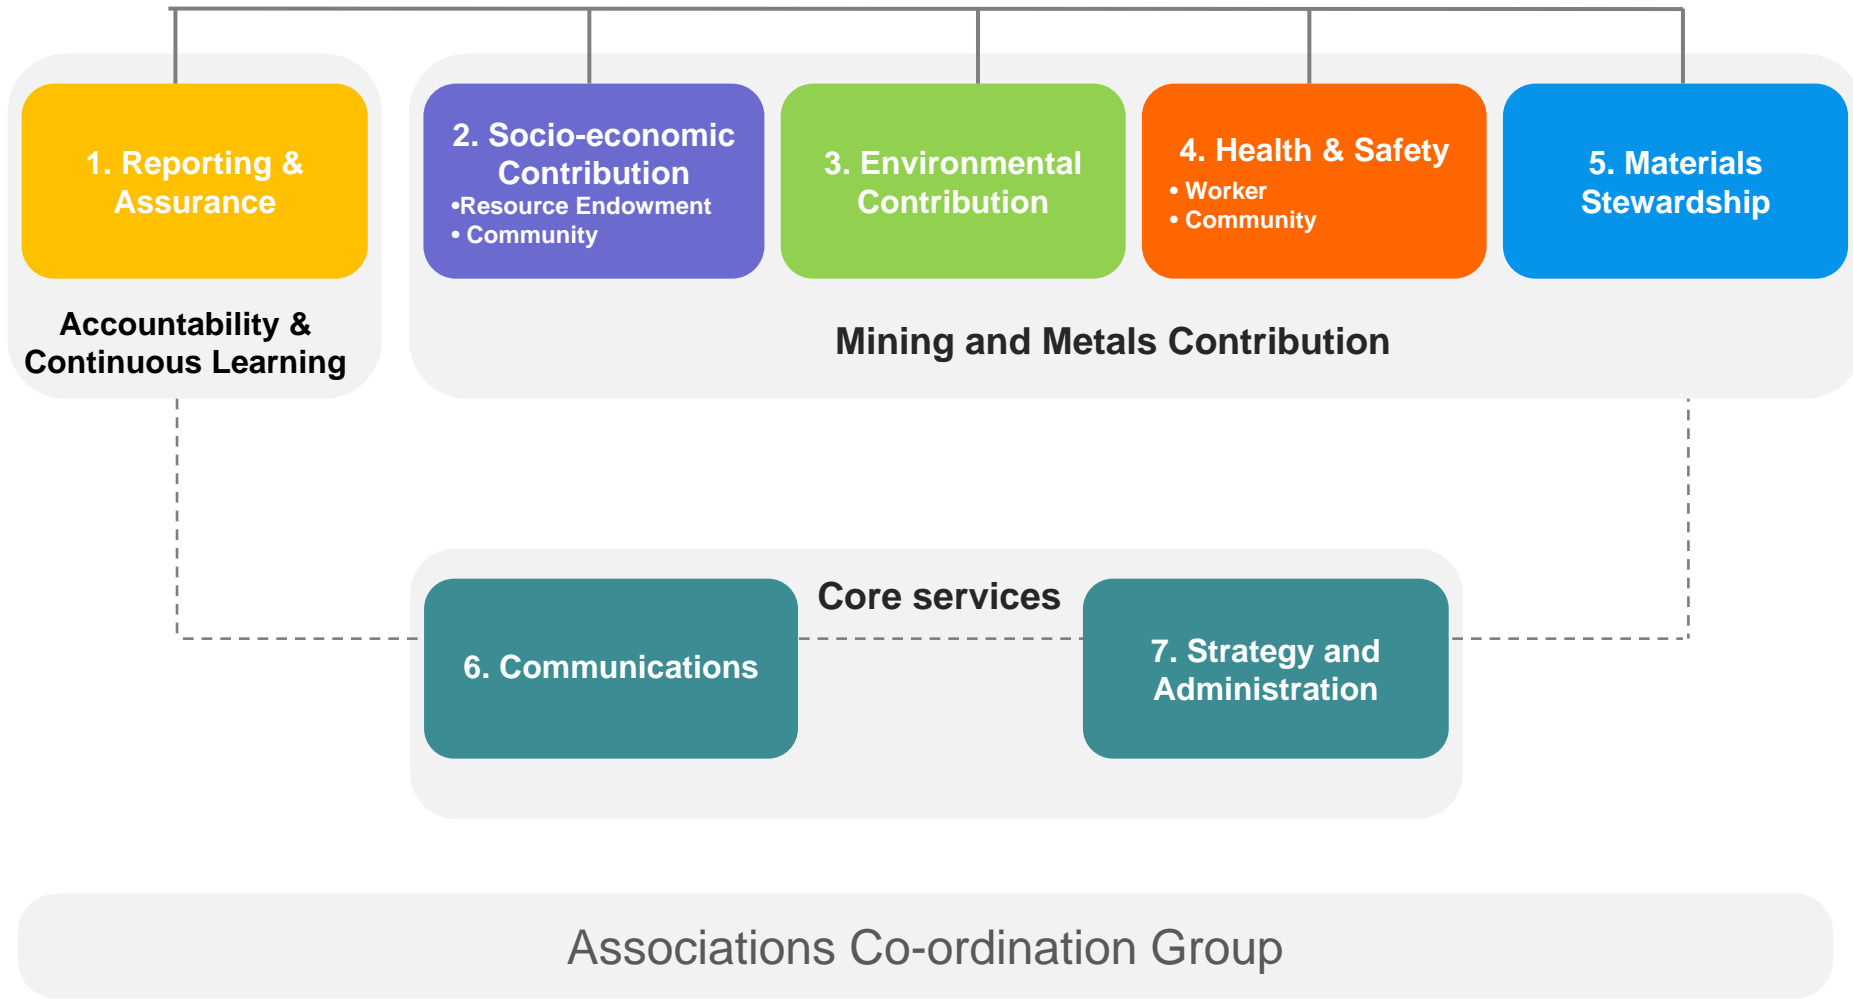 1. Reporting &
Assurance
2. Socio-economic
Contribution
•Resource Endowment
• Community
3. Environmental
Contribution
4. Health & Safety
• Worker
• Community
5. Materials
Stewardship
Accountability &
Continuous Learning
Mining and Metals Contribution
Core services
6. Communications
7. Strategy and
Administration
Associations Co-ordination Group